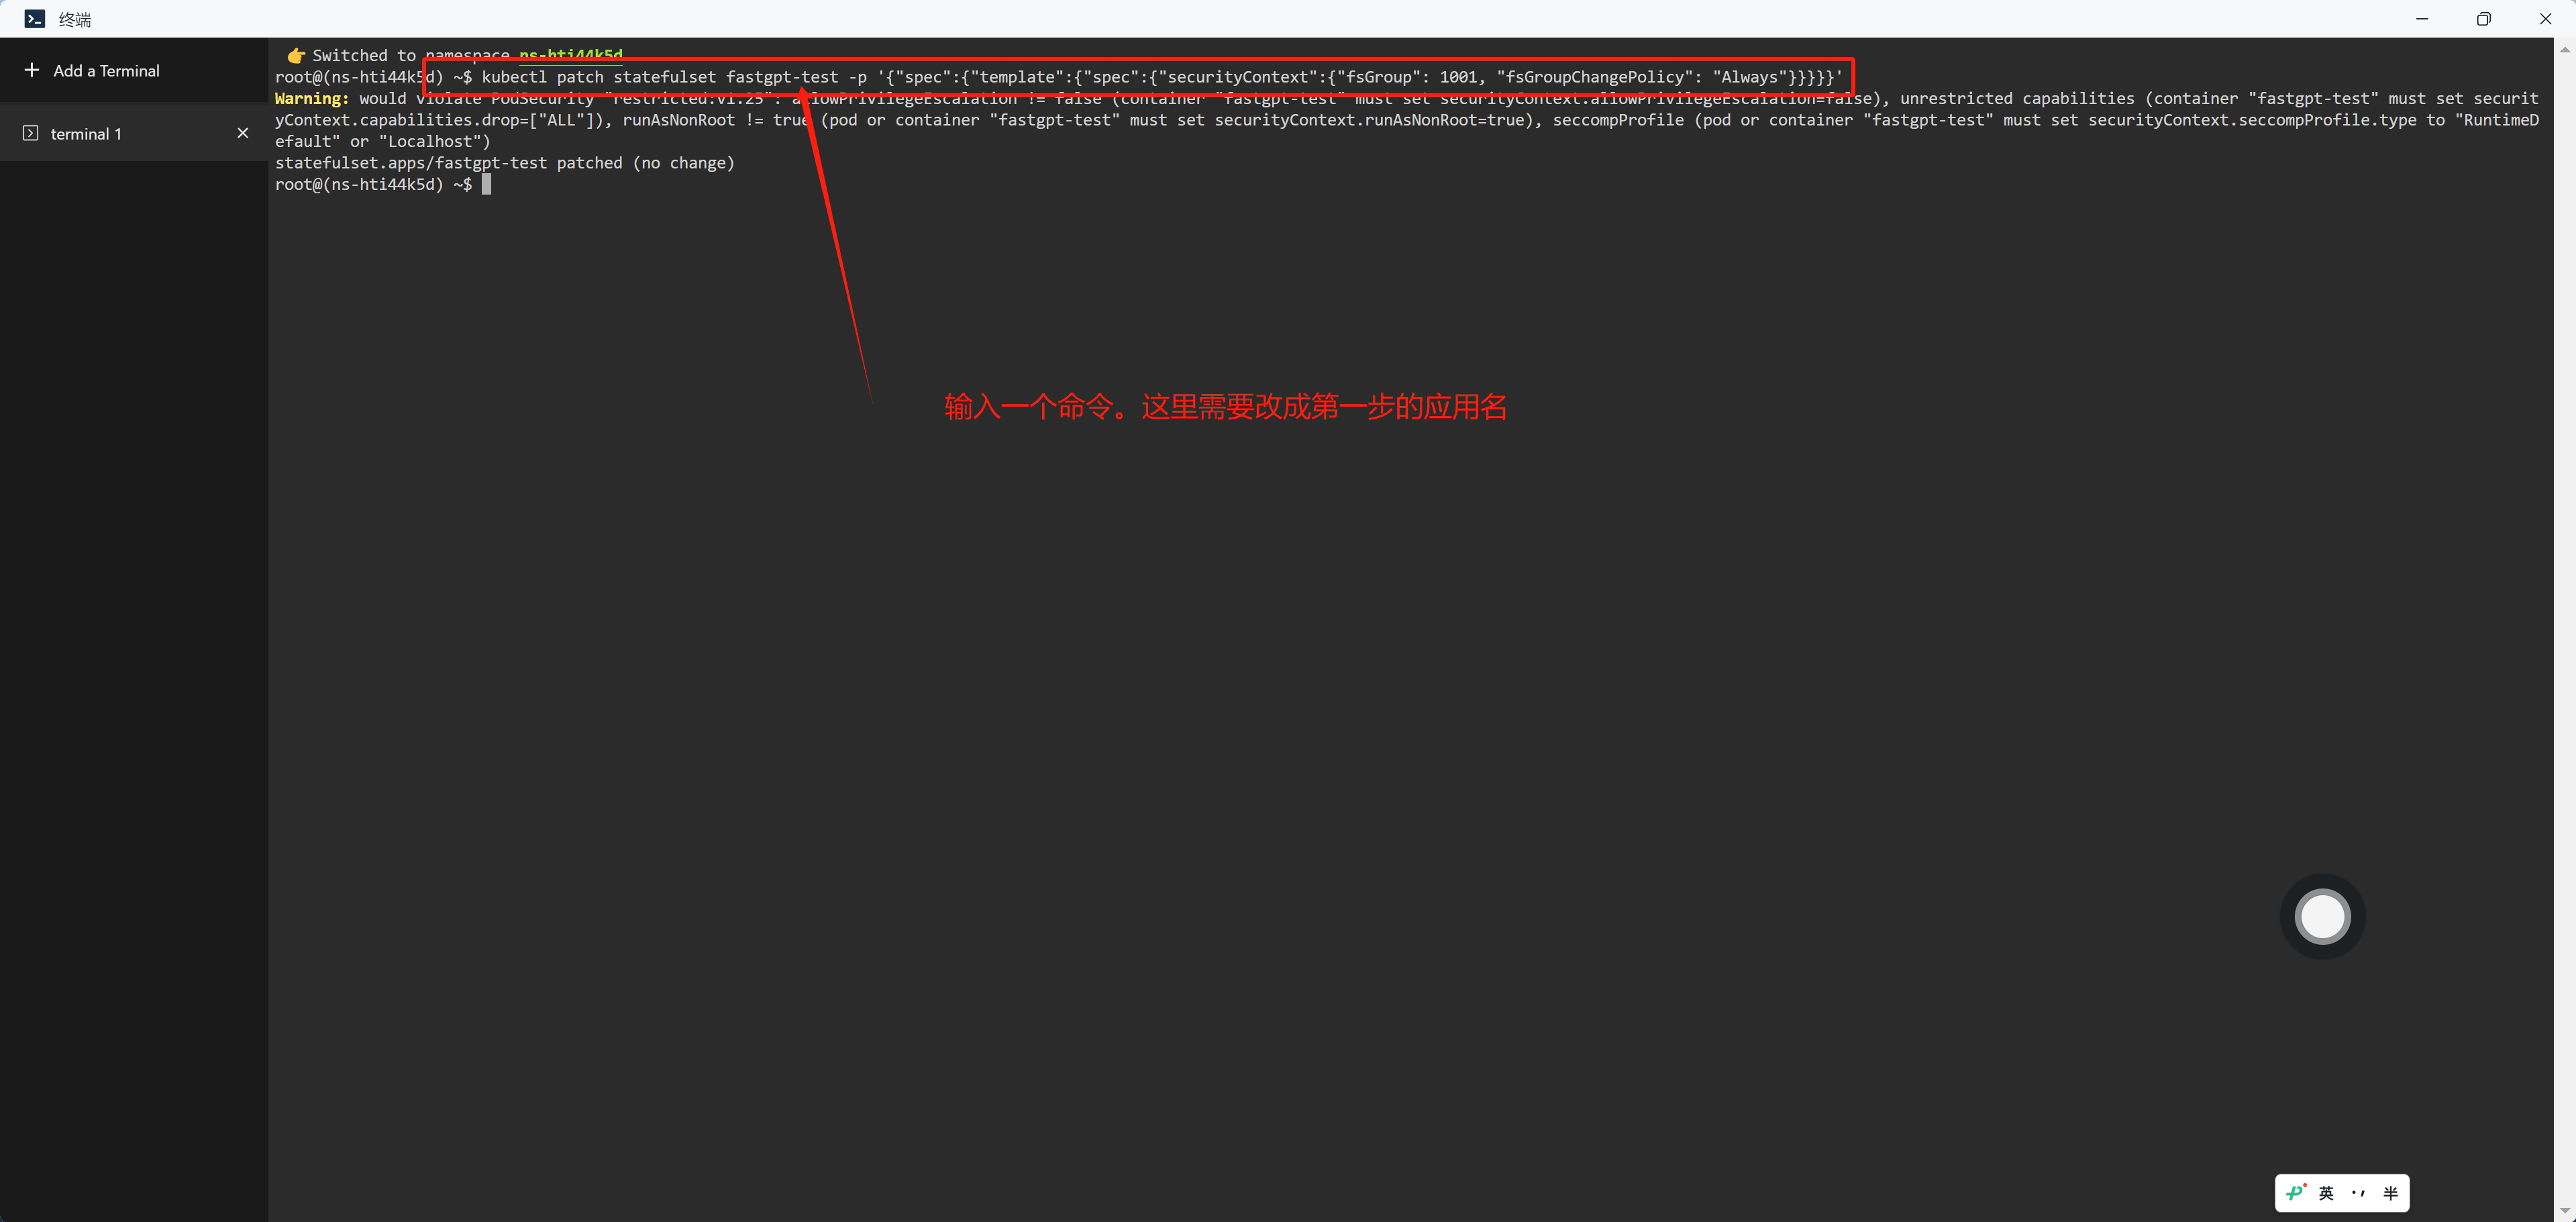 终端
Add a Terminal
terminal 1
👉 Switched to namespace ns-hti44k5d
root@(ns-hti44k5d) ~$ kubectl patch statefulset fastgpt-test -p '{"spec":{"template":{"spec":{"securityContext":{"fsGroup": 1001, "fsGroupChangePolicy": "Always"}}}}}'
Warning: would violate PodSecurity "restricted:v1.25": allowPrivilegeEscalation != false (container "fastgpt-test" must set securityContext.allowPrivilegeEscalation=false), unrestricted capabilities (container "fastgpt-test" must set securit
yContext.capabilities.drop=["ALL"]), runAsNonRoot != true (pod or container "fastgpt-test" must set securityContext.runAsNonRoot=true), seccompProfile (pod or container "fastgpt-test" must set securityContext.seccompProfile.type to "RuntimeD
efault" or "Localhost")
statefulset.apps/fastgpt-test patched (no change)
root@(ns-hti44k5d) ~$
输入一个命令。这里需要改成第一步的应用名
英 半